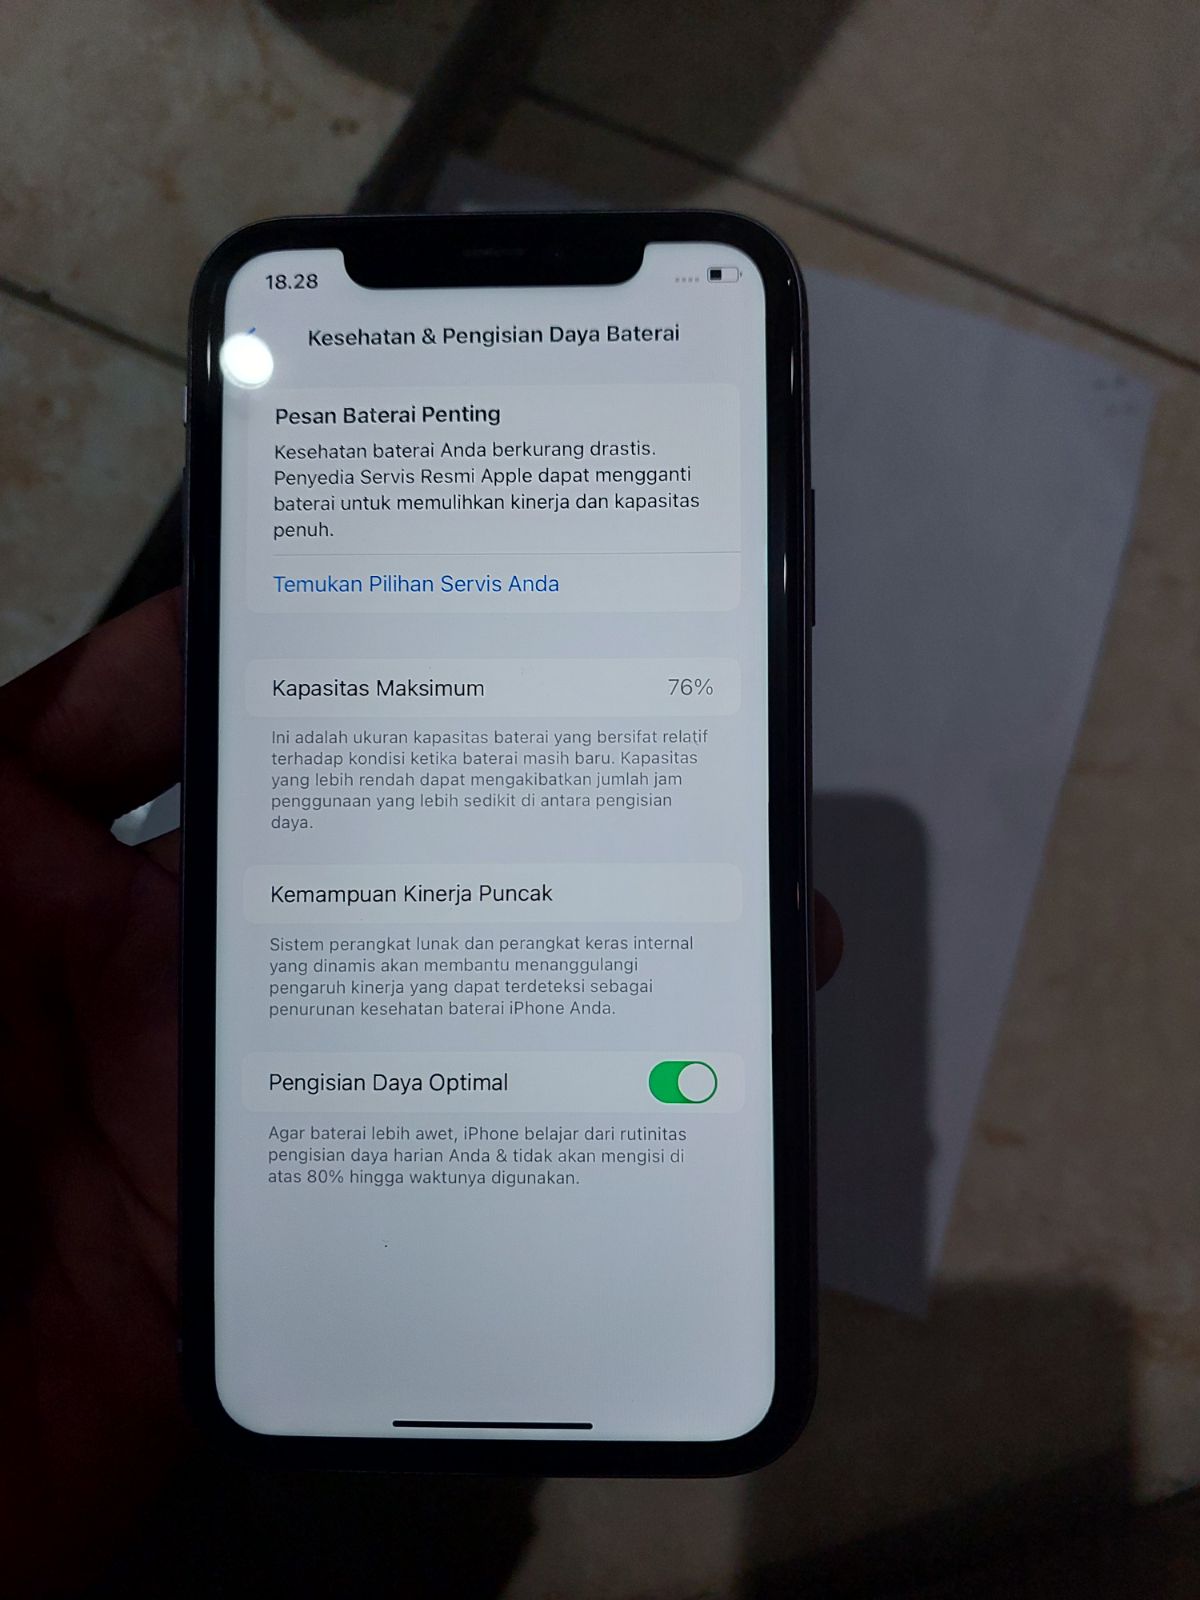 18.28
Kesehatan & Pengisian Daya Baterai
Pesan Baterai Penting
Kesehatan baterai Anda berkurang drastis.
Penyedia Servis Resmi Apple dapat mengganti
baterai untuk memulihkan kinerja dan kapasitas
penuh.
Temukan Pilihan Servis Anda
Kapasitas Maksimum 76%
Ini adalah ukuran kapasitas baterai yang bersifat relatif
terhadap kondisi ketika baterai masih baru. Kapasitas
yang lebih rendah dapat mengakibatkan jumlah jam
penggunaan yang lebih sedikit di antara pengisian
daya.
Kemampuan Kinerja Puncak
Sistem perangkat lunak dan perangkat keras internal
yang dinamis akan membantu menanggulangi
pengaruh kinerja yang dapat terdeteksi sebagai
penurunan kesehatan baterai iPhone Anda.
Pengisian Daya Optimal
Agar baterai lebih awet, iPhone belajar dari rutinitas
pengisian daya harian Anda & tidak akan mengisi di
atas 80% hingga waktunya digunakan.